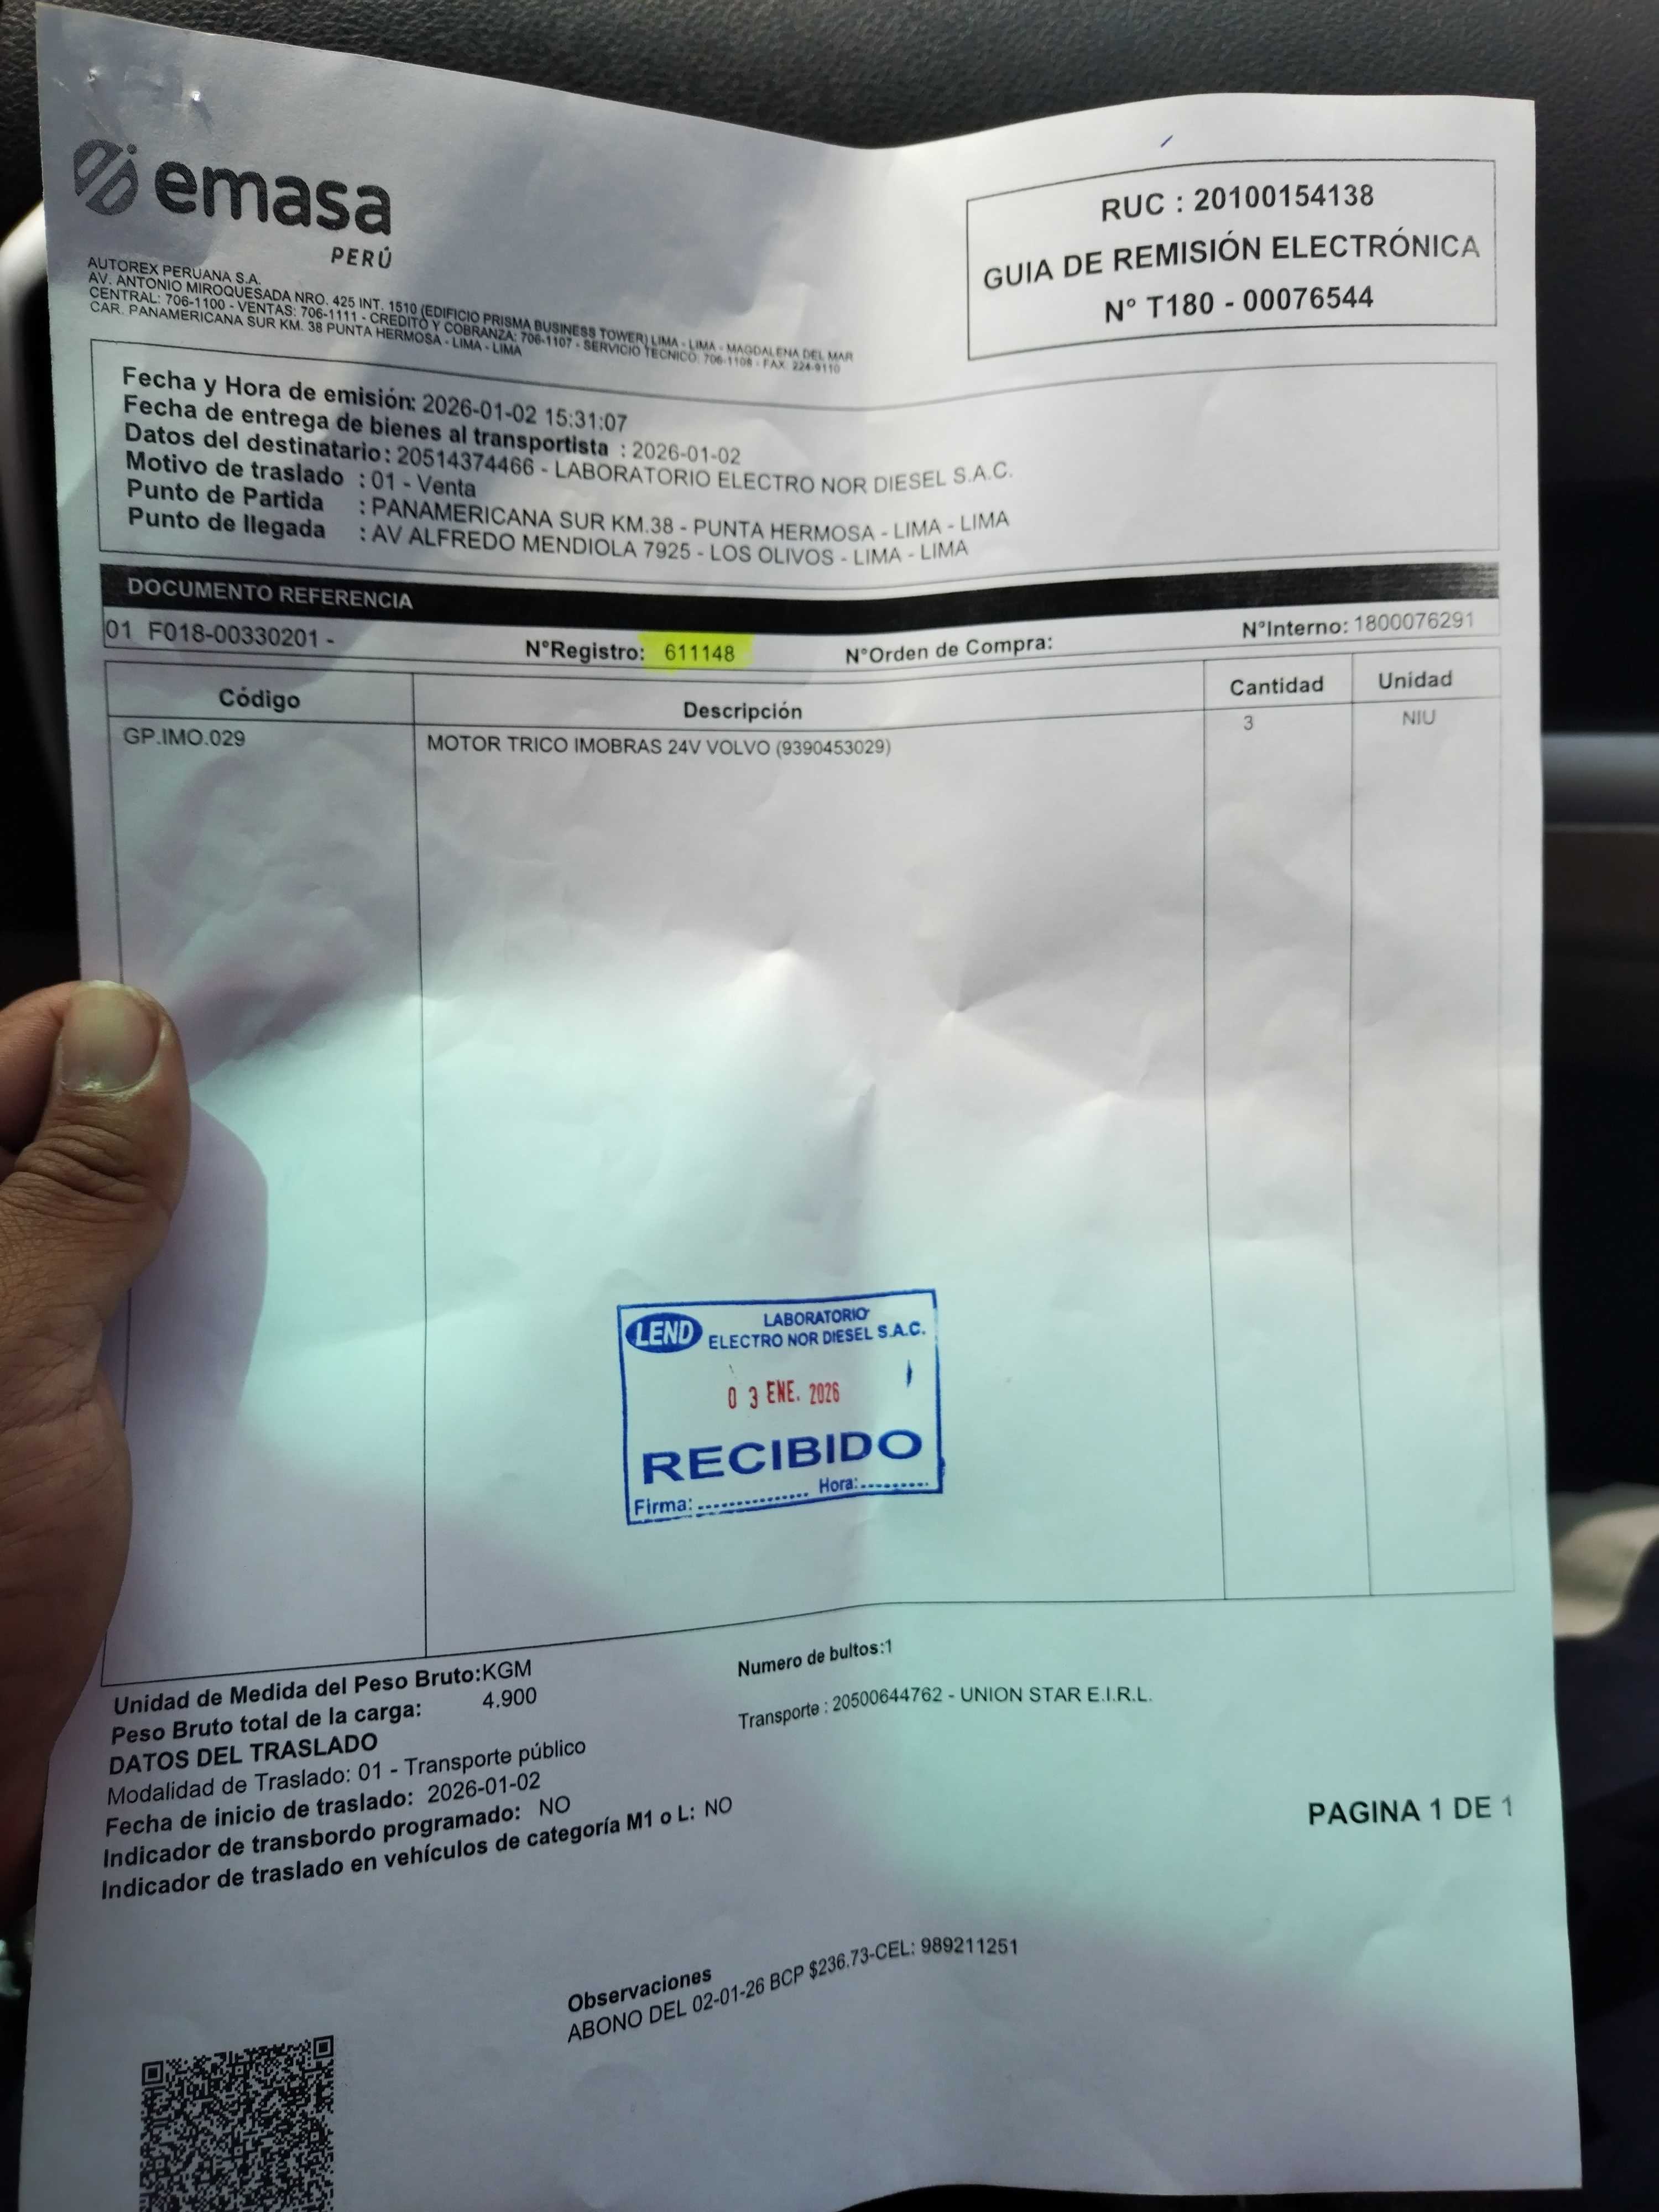 emasa
PERÚ
AUTOREX PERUANA S.A.
AV. ANTONIO MIROQUESADA NRO. 425 INT. 1510 (EDIFICIO PRISMA BUSINESS TOWER) LIMA - LIMA - MAGDALENA DEL MAR
CENTRAL: 706-1100 - VENTAS: 706-1111 - CREDITO Y COBRANZA: 706-1107 - SERVICIO TECNICO: 706-1108 - FAX. 224-9110
CAR. PANAMERICANA SUR KM. 38 PUNTA HERMOSA - LIMA - LIMA
RUC : 20100154138
GUIA DE REMISIÓN ELECTRÓNICA
N° T180 - 00076544
Fecha y Hora de emisión: 2026-01-02 15:31:07
Fecha de entrega de bienes al transportista : 2026-01-02
Datos del destinatario : 20514374466 - LABORATORIO ELECTRO NOR DIESEL S.A.C.
Motivo de traslado : 01 - Venta
Punto de Partida : PANAMERICANA SUR KM.38 - PUNTA HERMOSA - LIMA - LIMA
Punto de llegada : AV ALFREDO MENDIOLA 7925 - LOS OLIVOS - LIMA - LIMA
DOCUMENTO REFERENCIA
01 F018-00330201 - N°Registro: 611148 N°Orden de Compra: N°Interno: 1800076291
Código Descripción Cantidad Unidad
GP.IMO.029 MOTOR TRICO IMOBRAS 24V VOLVO (9390453029) 3 NIU
LEND LABORATORIO
ELECTRO NOR DIESEL S.A.C.
03 ENE. 2026
RECIBIDO
Firma: .............. Hora: ..........
Unidad de Medida del Peso Bruto:KGM
Peso Bruto total de la carga: 4.900
Numero de bultos:1
Transporte : 20500644762 - UNION STAR E.I.R.L.
DATOS DEL TRASLADO
Modalidad de Traslado: 01 - Transporte público
Fecha de inicio de traslado: 2026-01-02
Indicador de transbordo programado: NO
Indicador de traslado en vehículos de categoría M1 o L: NO
PAGINA 1 DE 1
Observaciones
ABONO DEL 02-01-26 BCP $236.73-CEL: 989211251